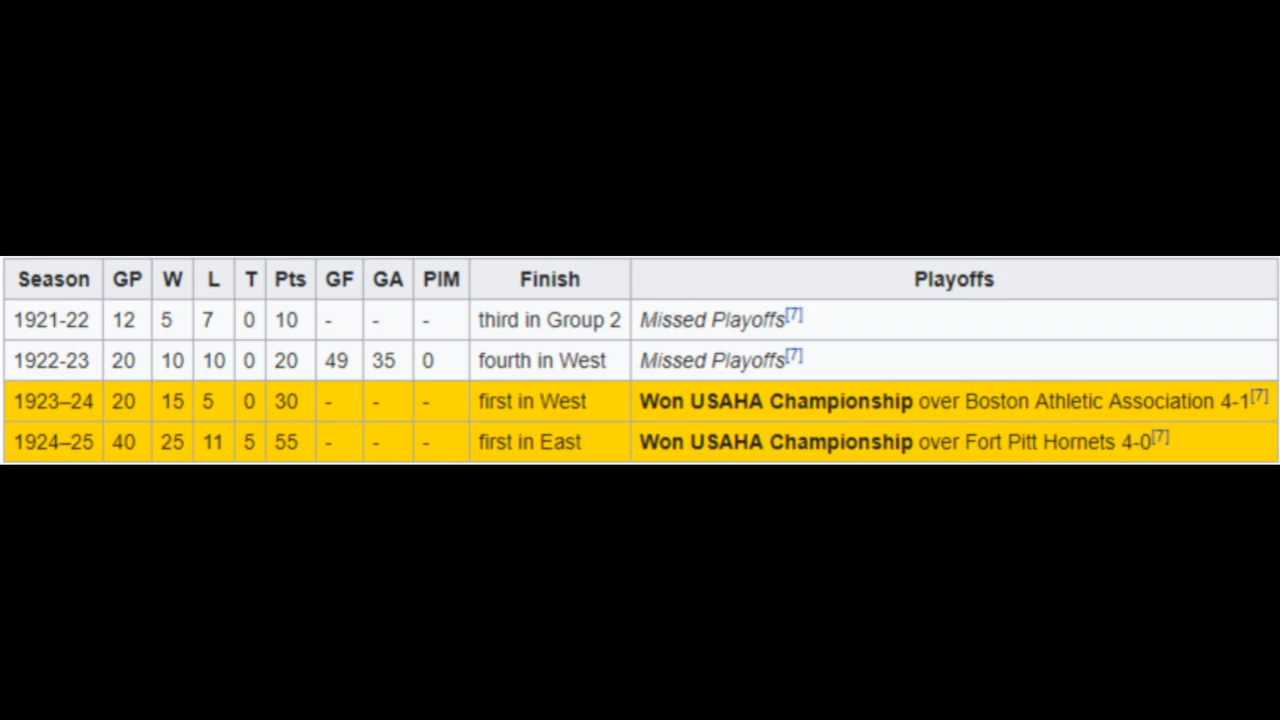 Season GP W L T Pts GF GA PIM Finish Playoffs
1921-22 12 5 7 0 10 - - - third in Group 2 Missed Playoffs[7]
1922-23 20 10 10 0 20 49 35 0 fourth in West Missed Playoffs[7]
1923–24 20 15 5 0 30 - - - first in West Won USAHA Championship over Boston Athletic Association 4-1[7]
1924–25 40 25 11 5 55 - - - first in East Won USAHA Championship over Fort Pitt Hornets 4-0[7]